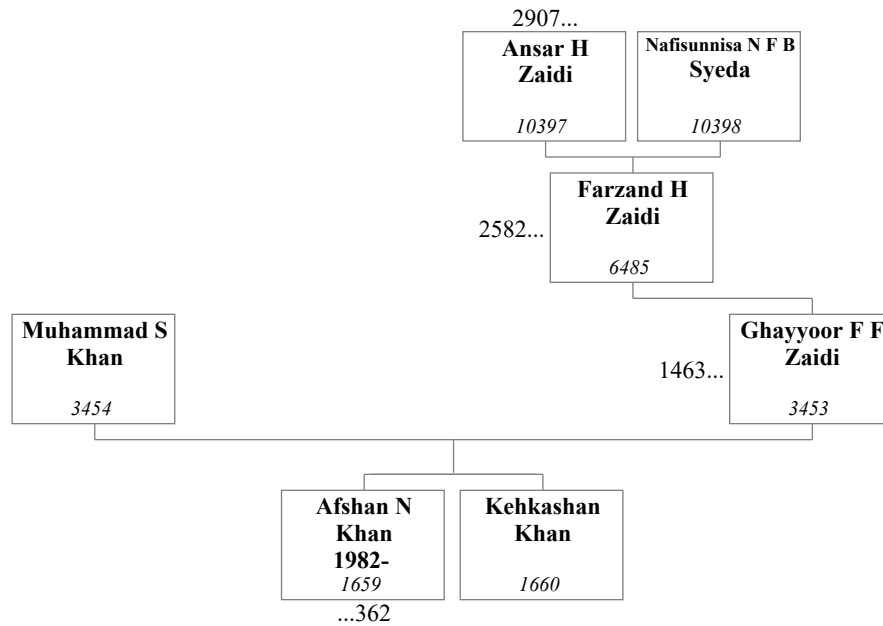 2907...
Ansar H
Zaidi
10397
Nafisunnisa N F B
Syeda
10398
Farzand H
Zaidi
6485
2582...
Muhammad S
Khan
3454
Ghayyoor F F
Zaidi
3453
1463...
Afshan N
Khan
1982-
1659
Kehkashan
Khan
1660
...362